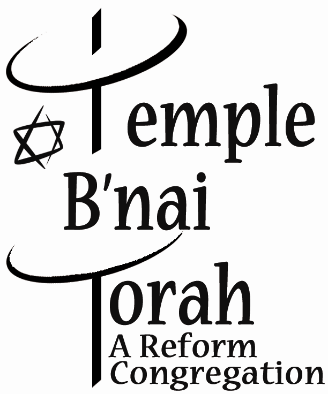 Temple
B'nai
Torah
A Reform
Congregation